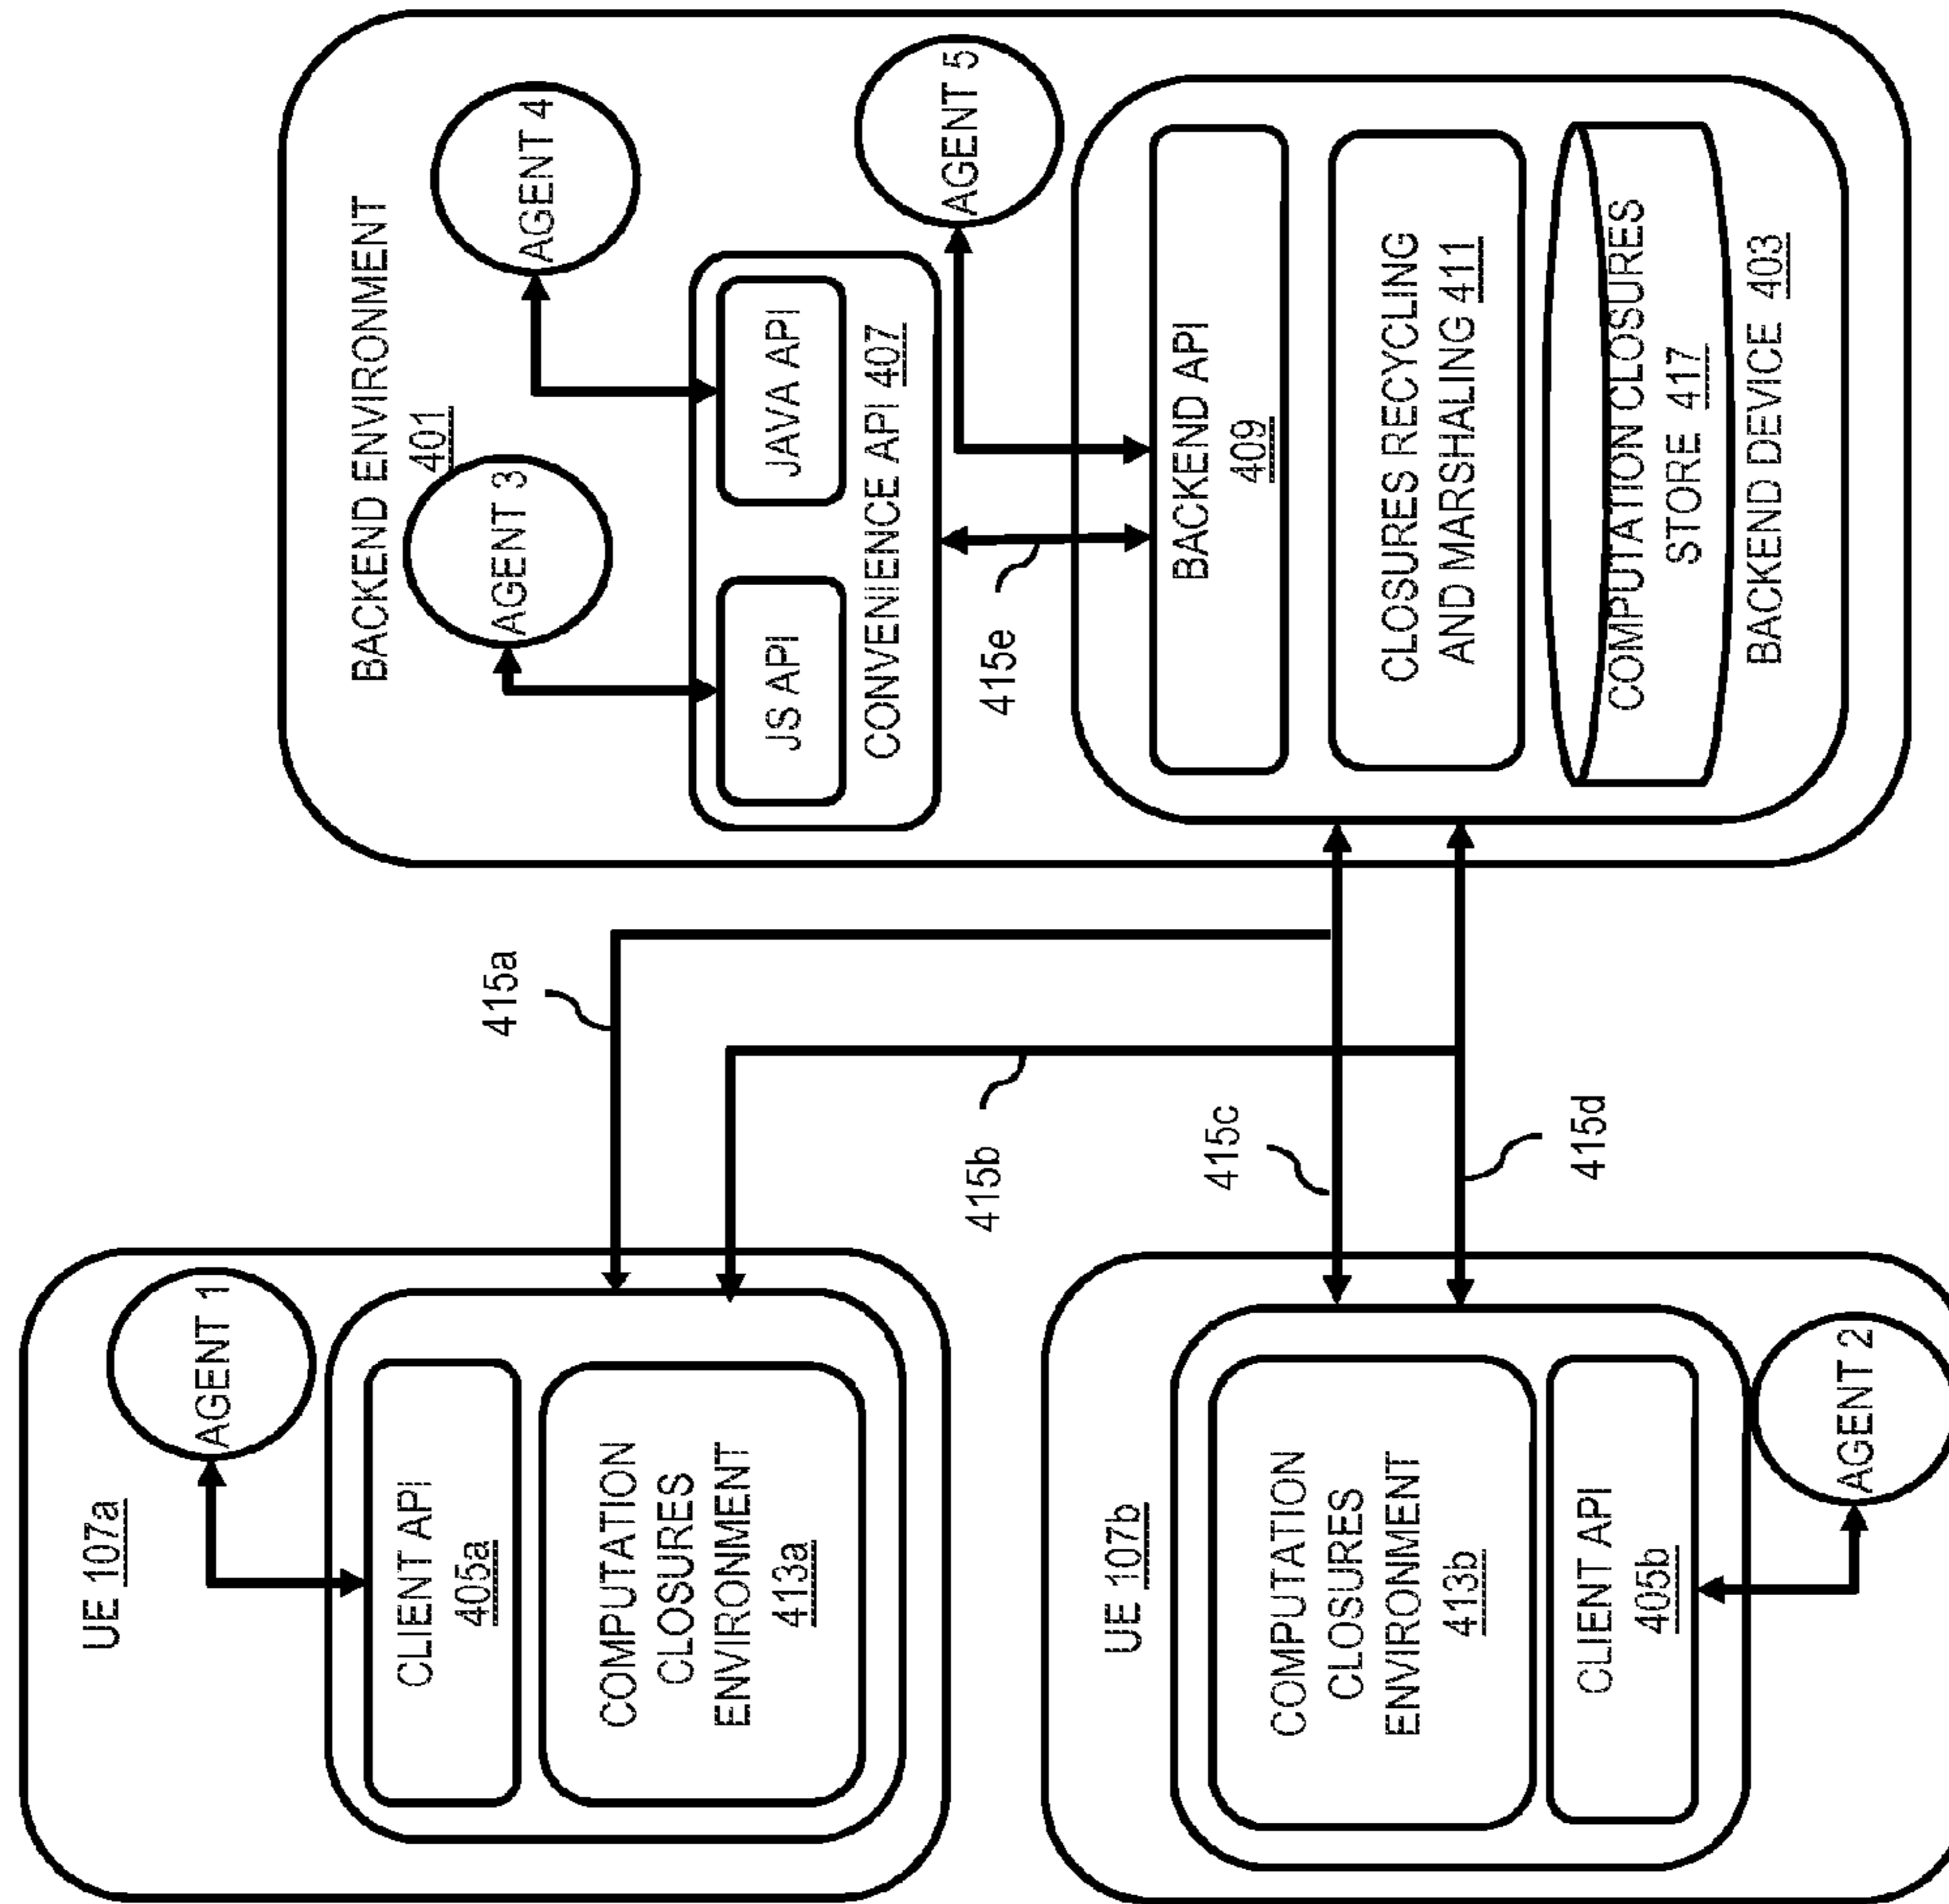 UE 107a
AGENT 1
CLIENT API
405a
COMPUTATION
CLOSURES
ENVIRONMENT
413a
UE 107b
COMPUTATION
CLOSURES
ENVIRONMENT
413b
CLIENT API
405b
AGENT 2
415a
415b
415c
415d
BACKEND ENVIRONMENT
401
AGENT 3
AGENT 4
JS API
JAVA API
CONVENIENCE API 407
AGENT 5
415e
BACKEND API
409
CLOSURES RECYCLING
AND MARSHALING 411
COMPUTATION CLOSURES
STORE 417
BACKEND DEVICE 403